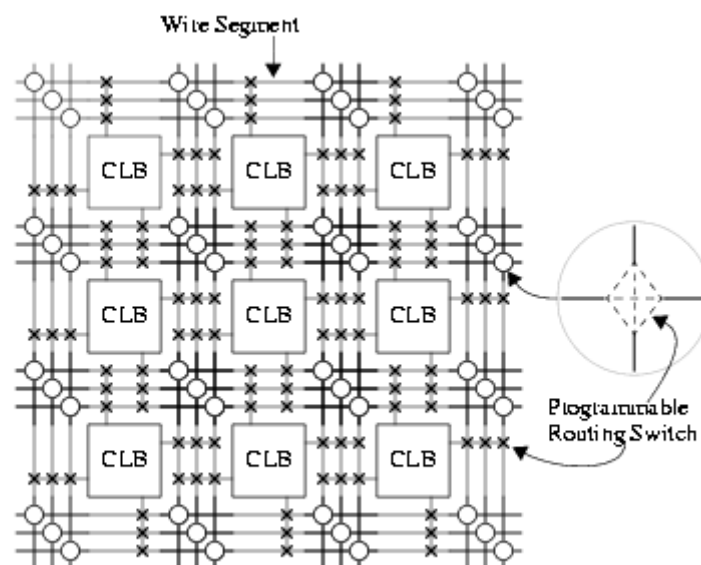 Wire Segment
CLB CLB CLB
CLB CLB CLB
Programmable
Routing Switch
CLB CLB CLB